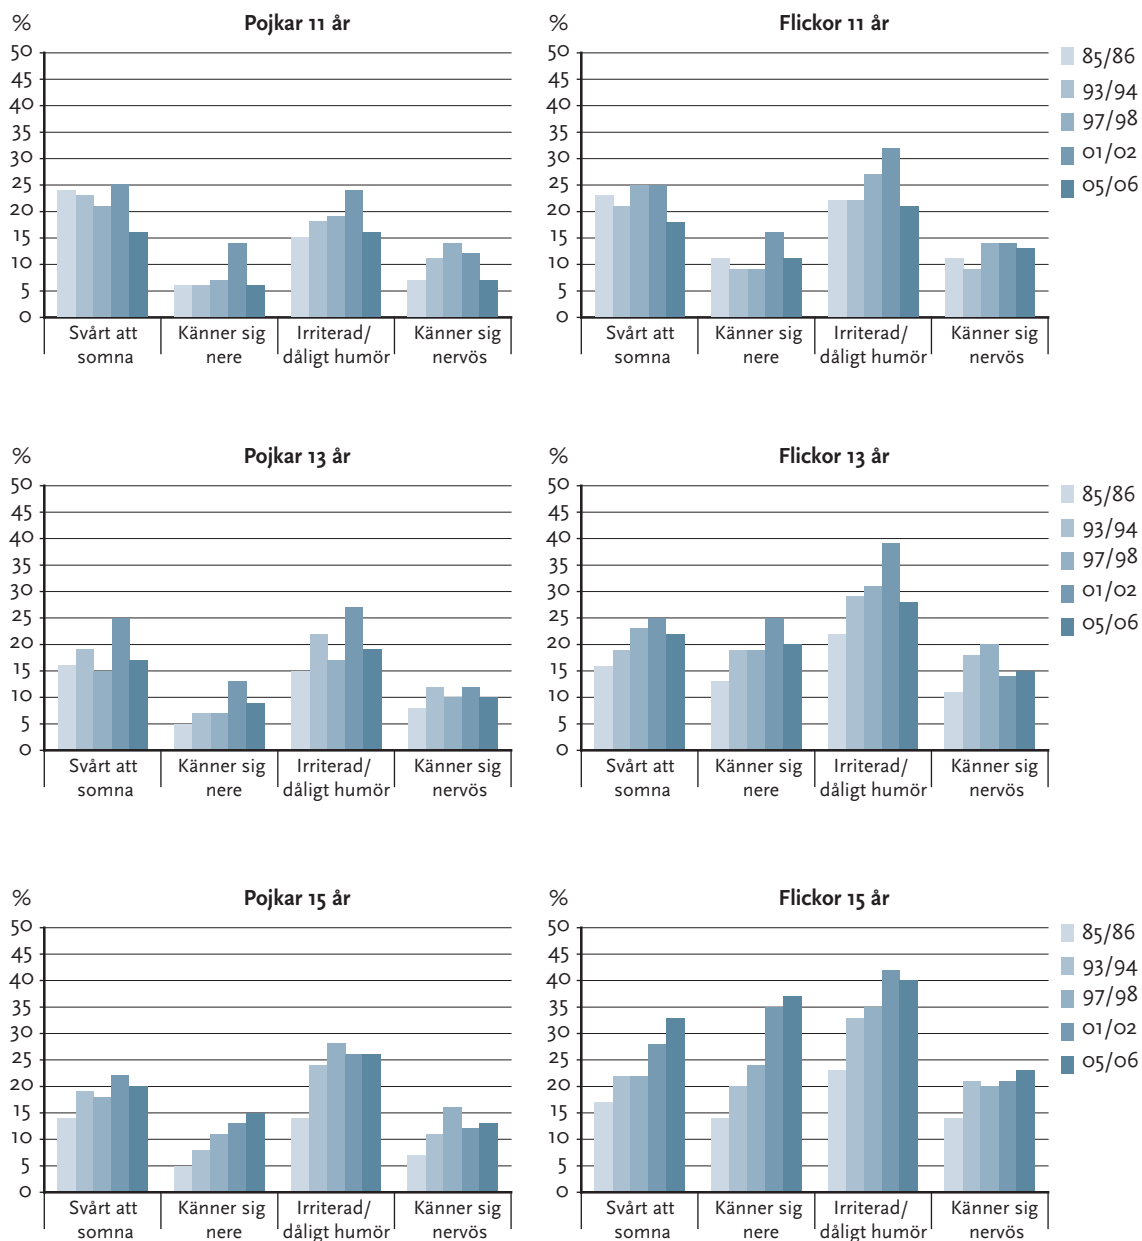 % Pojkar 11 år
50
45
40
35
30
25
20
15
10
5
0
Svårt att somna
Känner sig nere
Irriterad/ dåligt humör
Känner sig nervös
% Flickor 11 år
50
45
40
35
30
25
20
15
10
5
0
Svårt att somna
Känner sig nere
Irriterad/ dåligt humör
Känner sig nervös
85/86
93/94
97/98
01/02
05/06
% Pojkar 13 år
50
45
40
35
30
25
20
15
10
5
0
Svårt att somna
Känner sig nere
Irriterad/ dåligt humör
Känner sig nervös
% Flickor 13 år
50
45
40
35
30
25
20
15
10
5
0
Svårt att somna
Känner sig nere
Irriterad/ dåligt humör
Känner sig nervös
85/86
93/94
97/98
01/02
05/06
% Pojkar 15 år
50
45
40
35
30
25
20
15
10
5
0
Svårt att somna
Känner sig nere
Irriterad/ dåligt humör
Känner sig nervös
% Flickor 15 år
50
45
40
35
30
25
20
15
10
5
0
Svårt att somna
Känner sig nere
Irriterad/ dåligt humör
Känner sig nervös
85/86
93/94
97/98
01/02
05/06